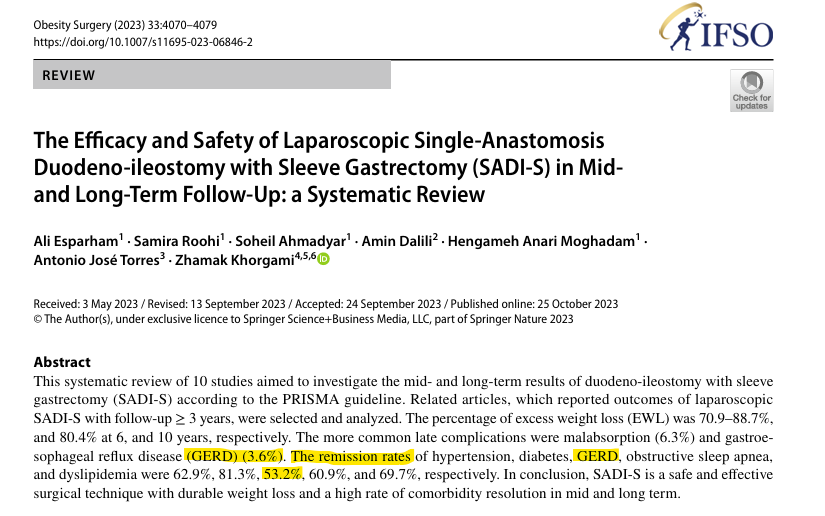 Obesity Surgery (2023) 33:4070–4079
https://doi.org/10.1007/s11695-023-06846-2
IFSO
REVIEW
Check for
updates
The Efficacy and Safety of Laparoscopic Single-Anastomosis
Duodeno-ileostomy with Sleeve Gastrectomy (SADI-S) in Mid-
and Long-Term Follow-Up: a Systematic Review
Ali Esparham1 · Samira Roohi1 · Soheil Ahmadyar1 · Amin Dalili2 · Hengameh Anari Moghadam1 ·
Antonio José Torres3 · Zhamak Khorgami4,5,6 iD
Received: 3 May 2023 / Revised: 13 September 2023 / Accepted: 24 September 2023 / Published online: 25 October 2023
© The Author(s), under exclusive licence to Springer Science+Business Media, LLC, part of Springer Nature 2023
Abstract
This systematic review of 10 studies aimed to investigate the mid- and long-term results of duodeno-ileostomy with sleeve
gastrectomy (SADI-S) according to the PRISMA guideline. Related articles, which reported outcomes of laparoscopic
SADI-S with follow-up ≥ 3 years, were selected and analyzed. The percentage of excess weight loss (EWL) was 70.9–88.7%,
and 80.4% at 6, and 10 years, respectively. The more common late complications were malabsorption (6.3%) and gastroe-
sophageal reflux disease (GERD) (3.6%). The remission rates of hypertension, diabetes, GERD, obstructive sleep apnea,
and dyslipidemia were 62.9%, 81.3%, 53.2%, 60.9%, and 69.7%, respectively. In conclusion, SADI-S is a safe and effective
surgical technique with durable weight loss and a high rate of comorbidity resolution in mid and long term.